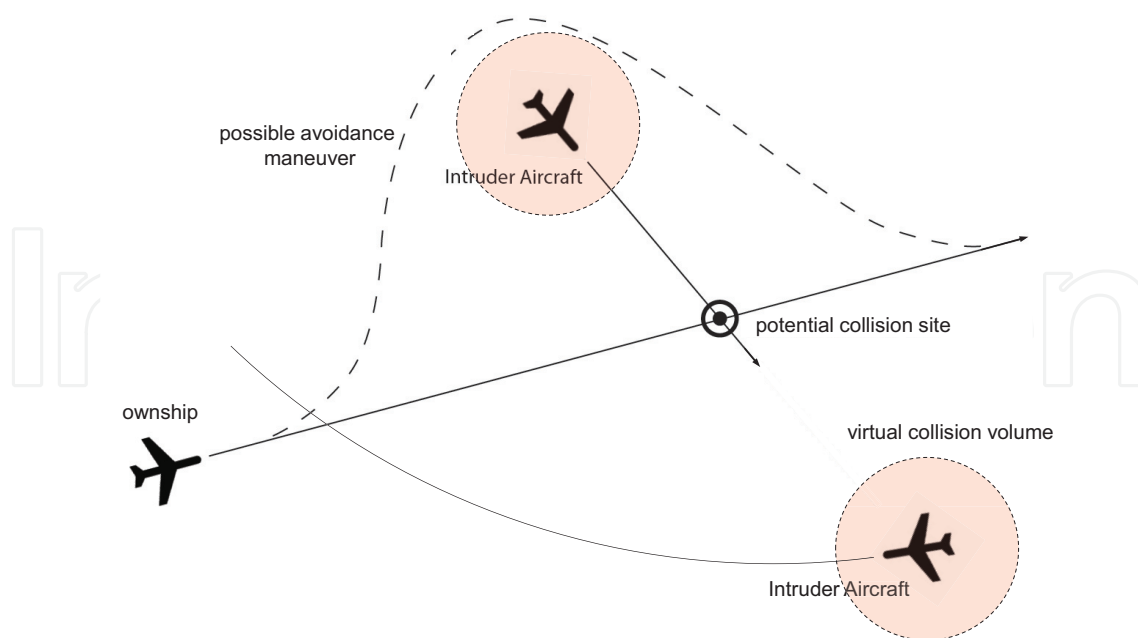 possible avoidance
maneuver
Intruder Aircraft
potential collision site
ownship
virtual collision volume
Intruder Aircraft